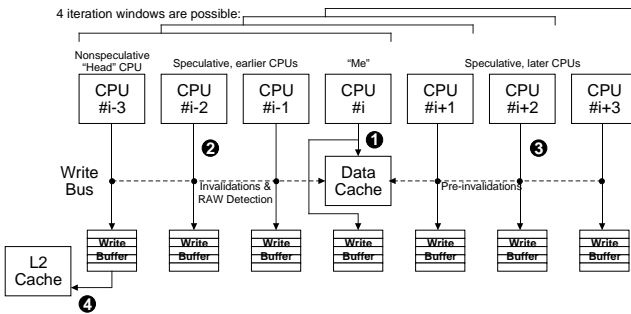 4 iteration windows are possible:
Nonspeculative
"Head" CPU
Speculative, earlier CPUs
"Me"
Speculative, later CPUs
CPU
#i-3
CPU
#i-2
CPU
#i-1
CPU
#i
CPU
#i+1
CPU
#i+2
CPU
#i+3
1
2
3
Write
Bus
Data
Cache
Invalidations &
RAW Detection
Pre-invalidations
Write
Buffer
Write
Buffer
Write
Buffer
Write
Buffer
Write
Buffer
Write
Buffer
Write
Buffer
L2
Cache
4